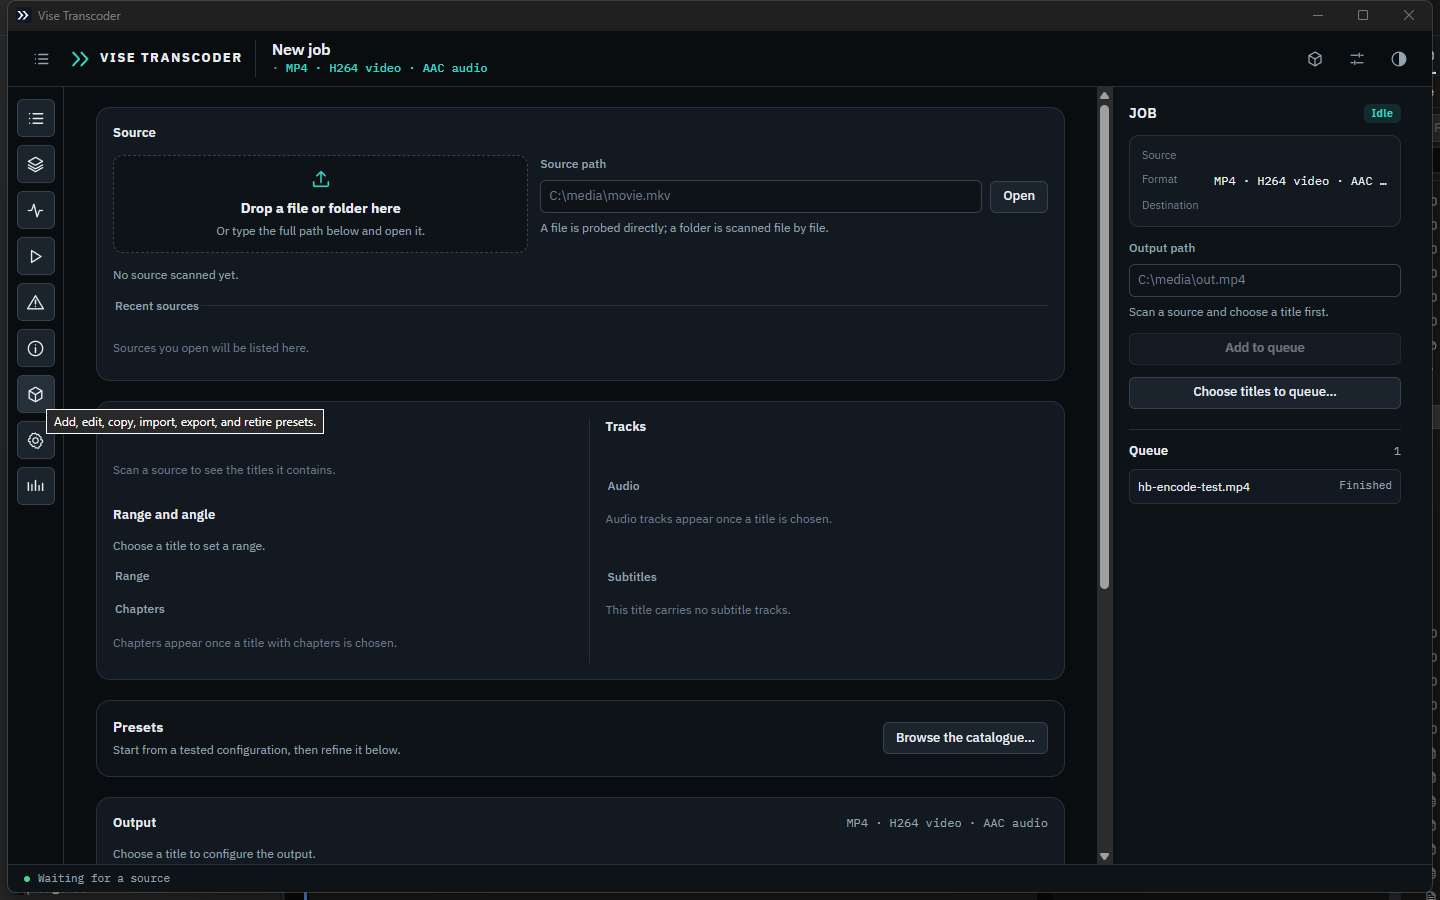 Vise Transcoder
VISE TRANSCODER
New job
· MP4 · H264 video · AAC audio
Source
Drop a file or folder here
Or type the full path below and open it.
Source path
C:\media\movie.mkv
Open
A file is probed directly; a folder is scanned file by file.
No source scanned yet.
Recent sources
Sources you open will be listed here.
Add, edit, copy, import, export, and retire presets.
Scan a source to see the titles it contains.
Range and angle
Choose a title to set a range.
Range
Chapters
Chapters appear once a title with chapters is chosen.
Tracks
Audio
Audio tracks appear once a title is chosen.
Subtitles
This title carries no subtitle tracks.
Presets
Start from a tested configuration, then refine it below.
Browse the catalogue...
Output
MP4 · H264 video · AAC audio
Choose a title to configure the output.
JOB
Idle
Source
Format
MP4 · H264 video · AAC …
Destination
Output path
C:\media\out.mp4
Scan a source and choose a title first.
Add to queue
Choose titles to queue...
Queue
1
hb-encode-test.mp4
Finished
Waiting for a source